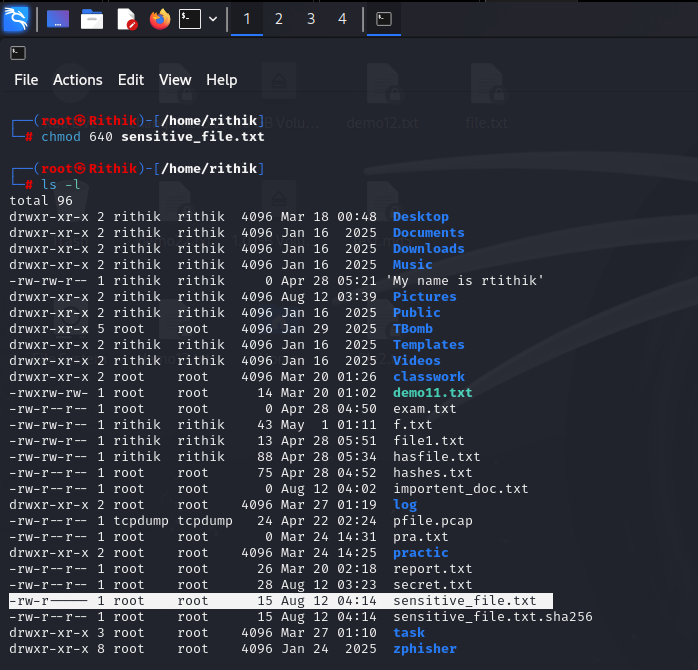 1 2 3 4
File Actions Edit View Help
┌──(root㉿Rithik)-[/home/rithik]
└─# chmod 640 sensitive_file.txt
┌──(root㉿Rithik)-[/home/rithik]
└─# ls -l
total 96
drwxr-xr-x 2 rithik  rithik  4096 Mar 18 00:48  Desktop
drwxr-xr-x 2 rithik  rithik  4096 Jan 16  2025  Documents
drwxr-xr-x 2 rithik  rithik  4096 Jan 16  2025  Downloads
drwxr-xr-x 2 rithik  rithik  4096 Jan 16  2025  Music
-rw-rw-r-- 1 rithik  rithik     0 Apr 28 05:21 'My name is rtithik'
drwxr-xr-x 2 rithik  rithik  4096 Aug 12 03:39  Pictures
drwxr-xr-x 2 rithik  rithik  4096 Jan 16  2025  Public
drwxr-xr-x 5 root    root    4096 Jan 29  2025  TBomb
drwxr-xr-x 2 rithik  rithik  4096 Jan 16  2025  Templates
drwxr-xr-x 2 rithik  rithik  4096 Jan 16  2025  Videos
drwxr-xr-x 2 root    root    4096 Mar 20 01:26  classwork
-rwxrw-rw- 1 root    root      14 Mar 20 01:02  demo11.txt
-rw-r--r-- 1 root    root       0 Apr 28 04:50  exam.txt
-rw-r--r-- 1 rithik  rithik    43 May  1 01:11  f.txt
-rw-r--r-- 1 rithik  rithik    13 Apr 28 05:51  file1.txt
-rw-r--r-- 1 rithik  rithik    88 Apr 28 05:34  hasfile.txt
-rw-r--r-- 1 root    root      75 Apr 28 04:52  hashes.txt
-rw-r--r-- 1 root    root       0 Aug 12 04:02  importent_doc.txt
drwxr-xr-x 2 root    root    4096 Mar 27 01:19  log
-rw-r--r-- 1 tcpdump tcpdump   24 Apr 22 02:24  pfile.pcap
-rw-r--r-- 1 root    root       0 Mar 24 14:31  pra.txt
drwxr-xr-x 2 root    root    4096 Mar 24 14:25  practic
-rw-r--r-- 1 root    root      26 Mar 20 02:18  report.txt
-rw-r--r-- 1 root    root      28 Aug 12 03:23  secret.txt
-rw-r----- 1 root    root      15 Aug 12 04:14  sensitive_file.txt
-rw-r--r-- 1 root    root      15 Aug 12 04:14  sensitive_file.txt.sha256
drwxr-xr-x 3 root    root    4096 Mar 27 01:10  task
drwxr-xr-x 8 root    root    4096 Jan 24  2025  zphisher